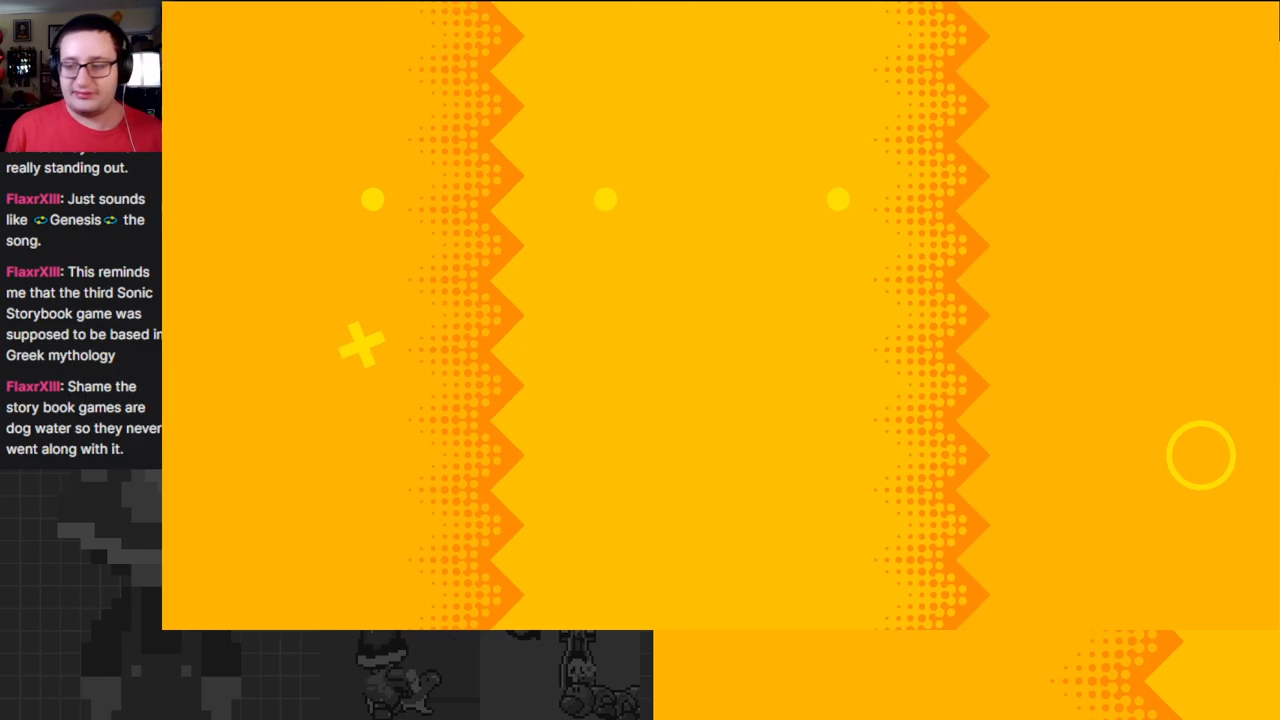 really standing out.
FlaxrXIII: Just sounds
like Genesis the
song.
FlaxrXIII: This reminds
me that the third Sonic
Storybook game was
supposed to be based in
Greek mythology
FlaxrXIII: Shame the
story book games are
dog water so they never
went along with it.